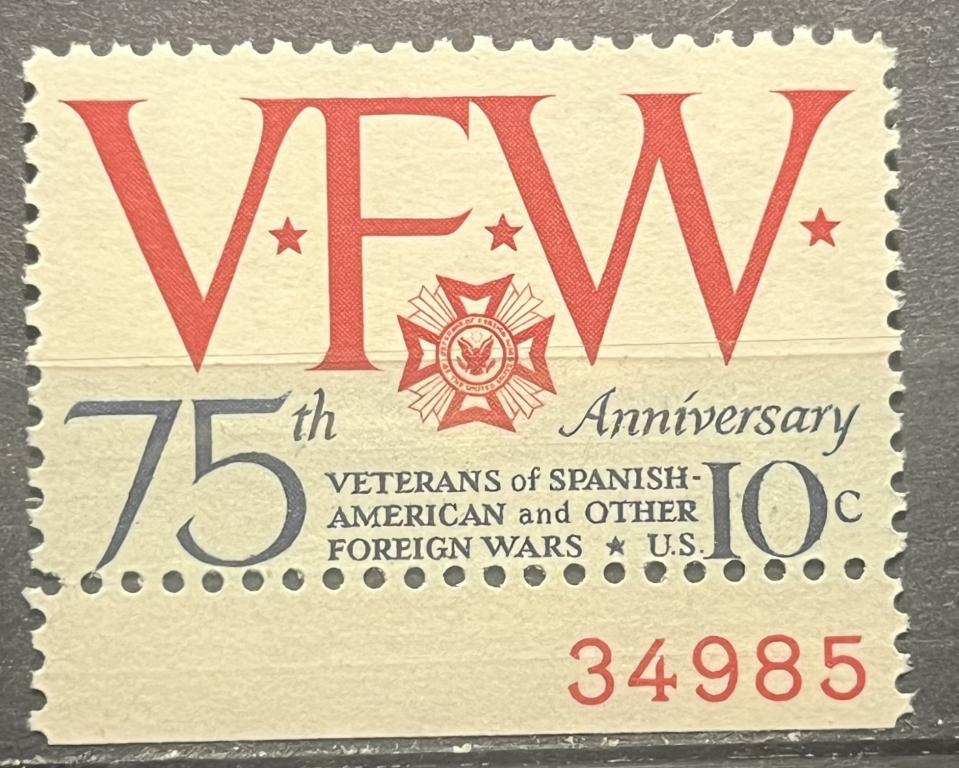 V★F★W★
75th Anniversary
VETERANS of SPANISH-
AMERICAN and OTHER
FOREIGN WARS ★ U.S. 10c
34985